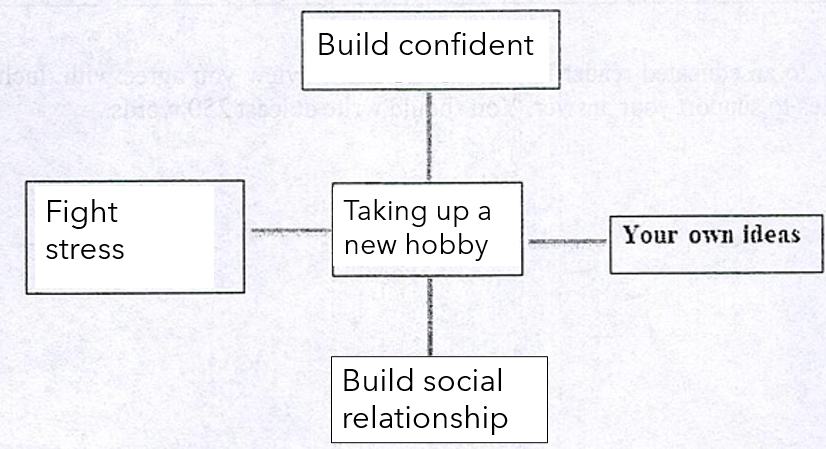 Build confident
Fight
stress
Taking up a
new hobby
Your own ideas
Build social
relationship